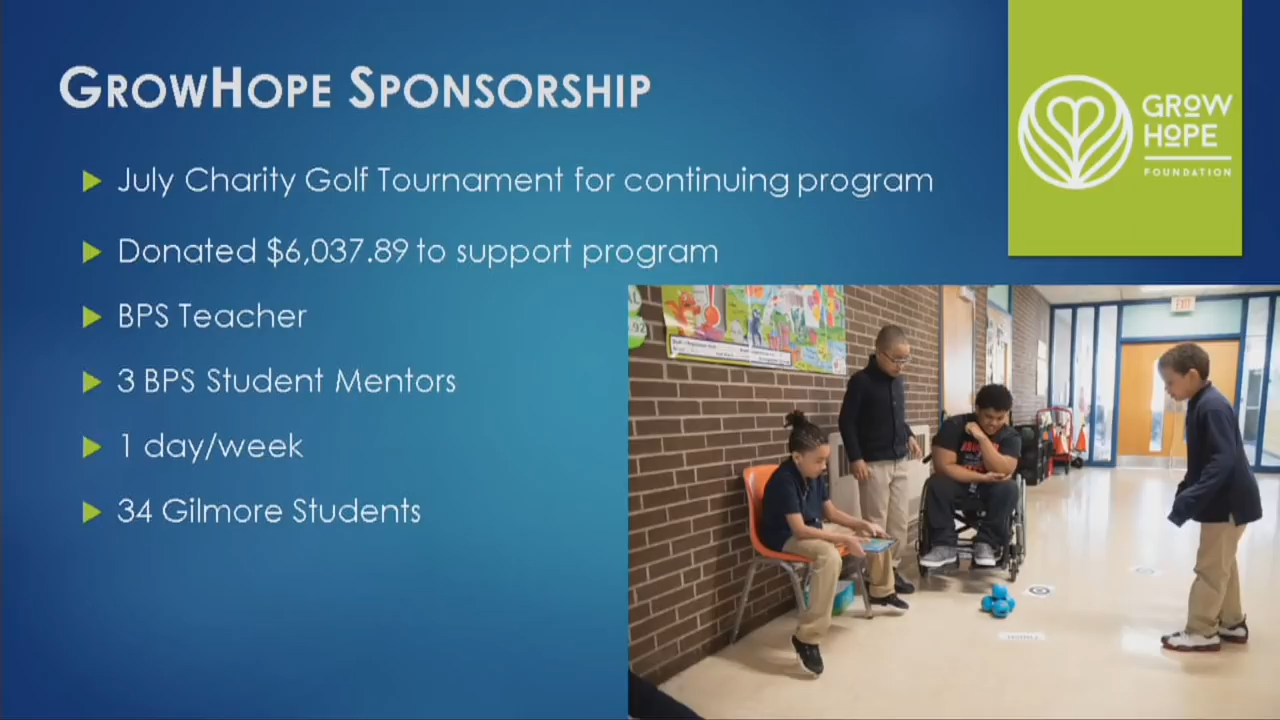 GrowHope Sponsorship
GROW
HOPE
FOUNDATION
July Charity Golf Tournament for continuing program
Donated $6,037.89 to support program
BPS Teacher
3 BPS Student Mentors
1 day/week
34 Gilmore Students
EXIT